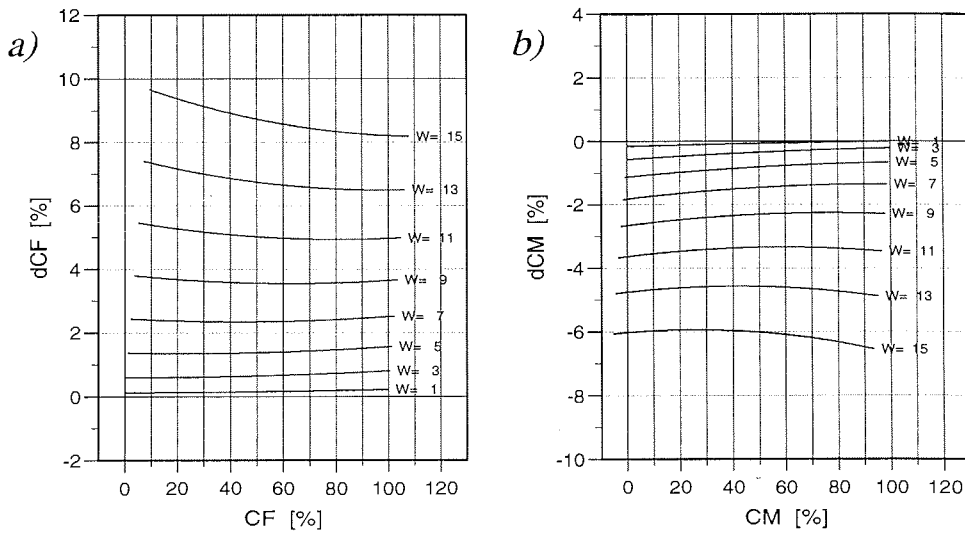 a)
12
10
8
6
4
2
0
-2
dCF [%]
W= 15
W= 13
W= 11
W= 9
W= 7
W= 5
W= 3
W= 1
0 20 40 60 80 100 120
CF [%]
b)
4
2
0
-2
-4
-6
-8
-10
dCM [%]
W= 1
W= 3
W= 5
W= 7
W= 9
W= 11
W= 13
W= 15
0 20 40 60 80 100 120
CM [%]